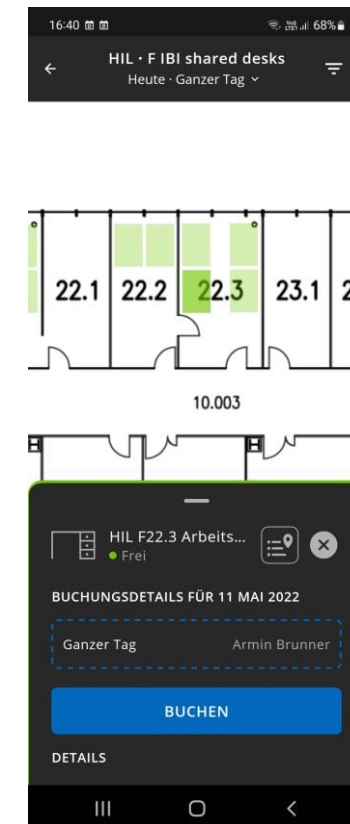 16:40
68%
HIL · F IBI shared desks
Heute · Ganzer Tag
22.1 22.2 22.3 23.1 2
10.003
HIL F22.3 Arbeits...
Frei
BUCHUNGSDETAILS FÜR 11 MAI 2022
Ganzer Tag Armin Brunner
BUCHEN
DETAILS